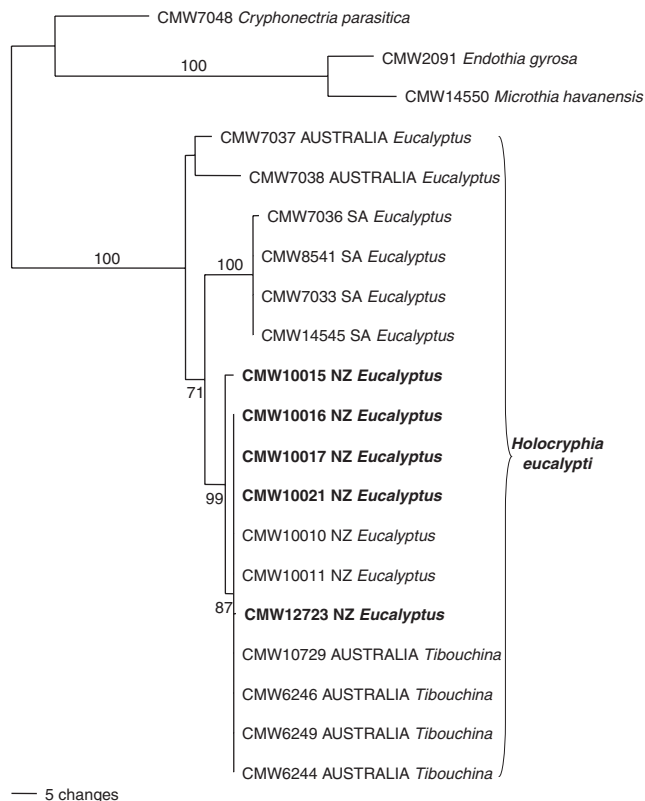 CMW7048 Cryphonectria parasitica
CMW2091 Endothia gyrosa
100
CMW14550 Microthia havanensis
CMW7037 AUSTRALIA Eucalyptus
CMW7038 AUSTRALIA Eucalyptus
CMW7036 SA Eucalyptus
100
CMW8541 SA Eucalyptus
100
CMW7033 SA Eucalyptus
CMW14545 SA Eucalyptus
CMW10015 NZ Eucalyptus
71
CMW10016 NZ Eucalyptus
Holocryphia
eucalypti
CMW10017 NZ Eucalyptus
CMW10021 NZ Eucalyptus
99
CMW10010 NZ Eucalyptus
CMW10011 NZ Eucalyptus
87
CMW12723 NZ Eucalyptus
CMW10729 AUSTRALIA Tibouchina
CMW6246 AUSTRALIA Tibouchina
CMW6249 AUSTRALIA Tibouchina
CMW6244 AUSTRALIA Tibouchina
5 changes